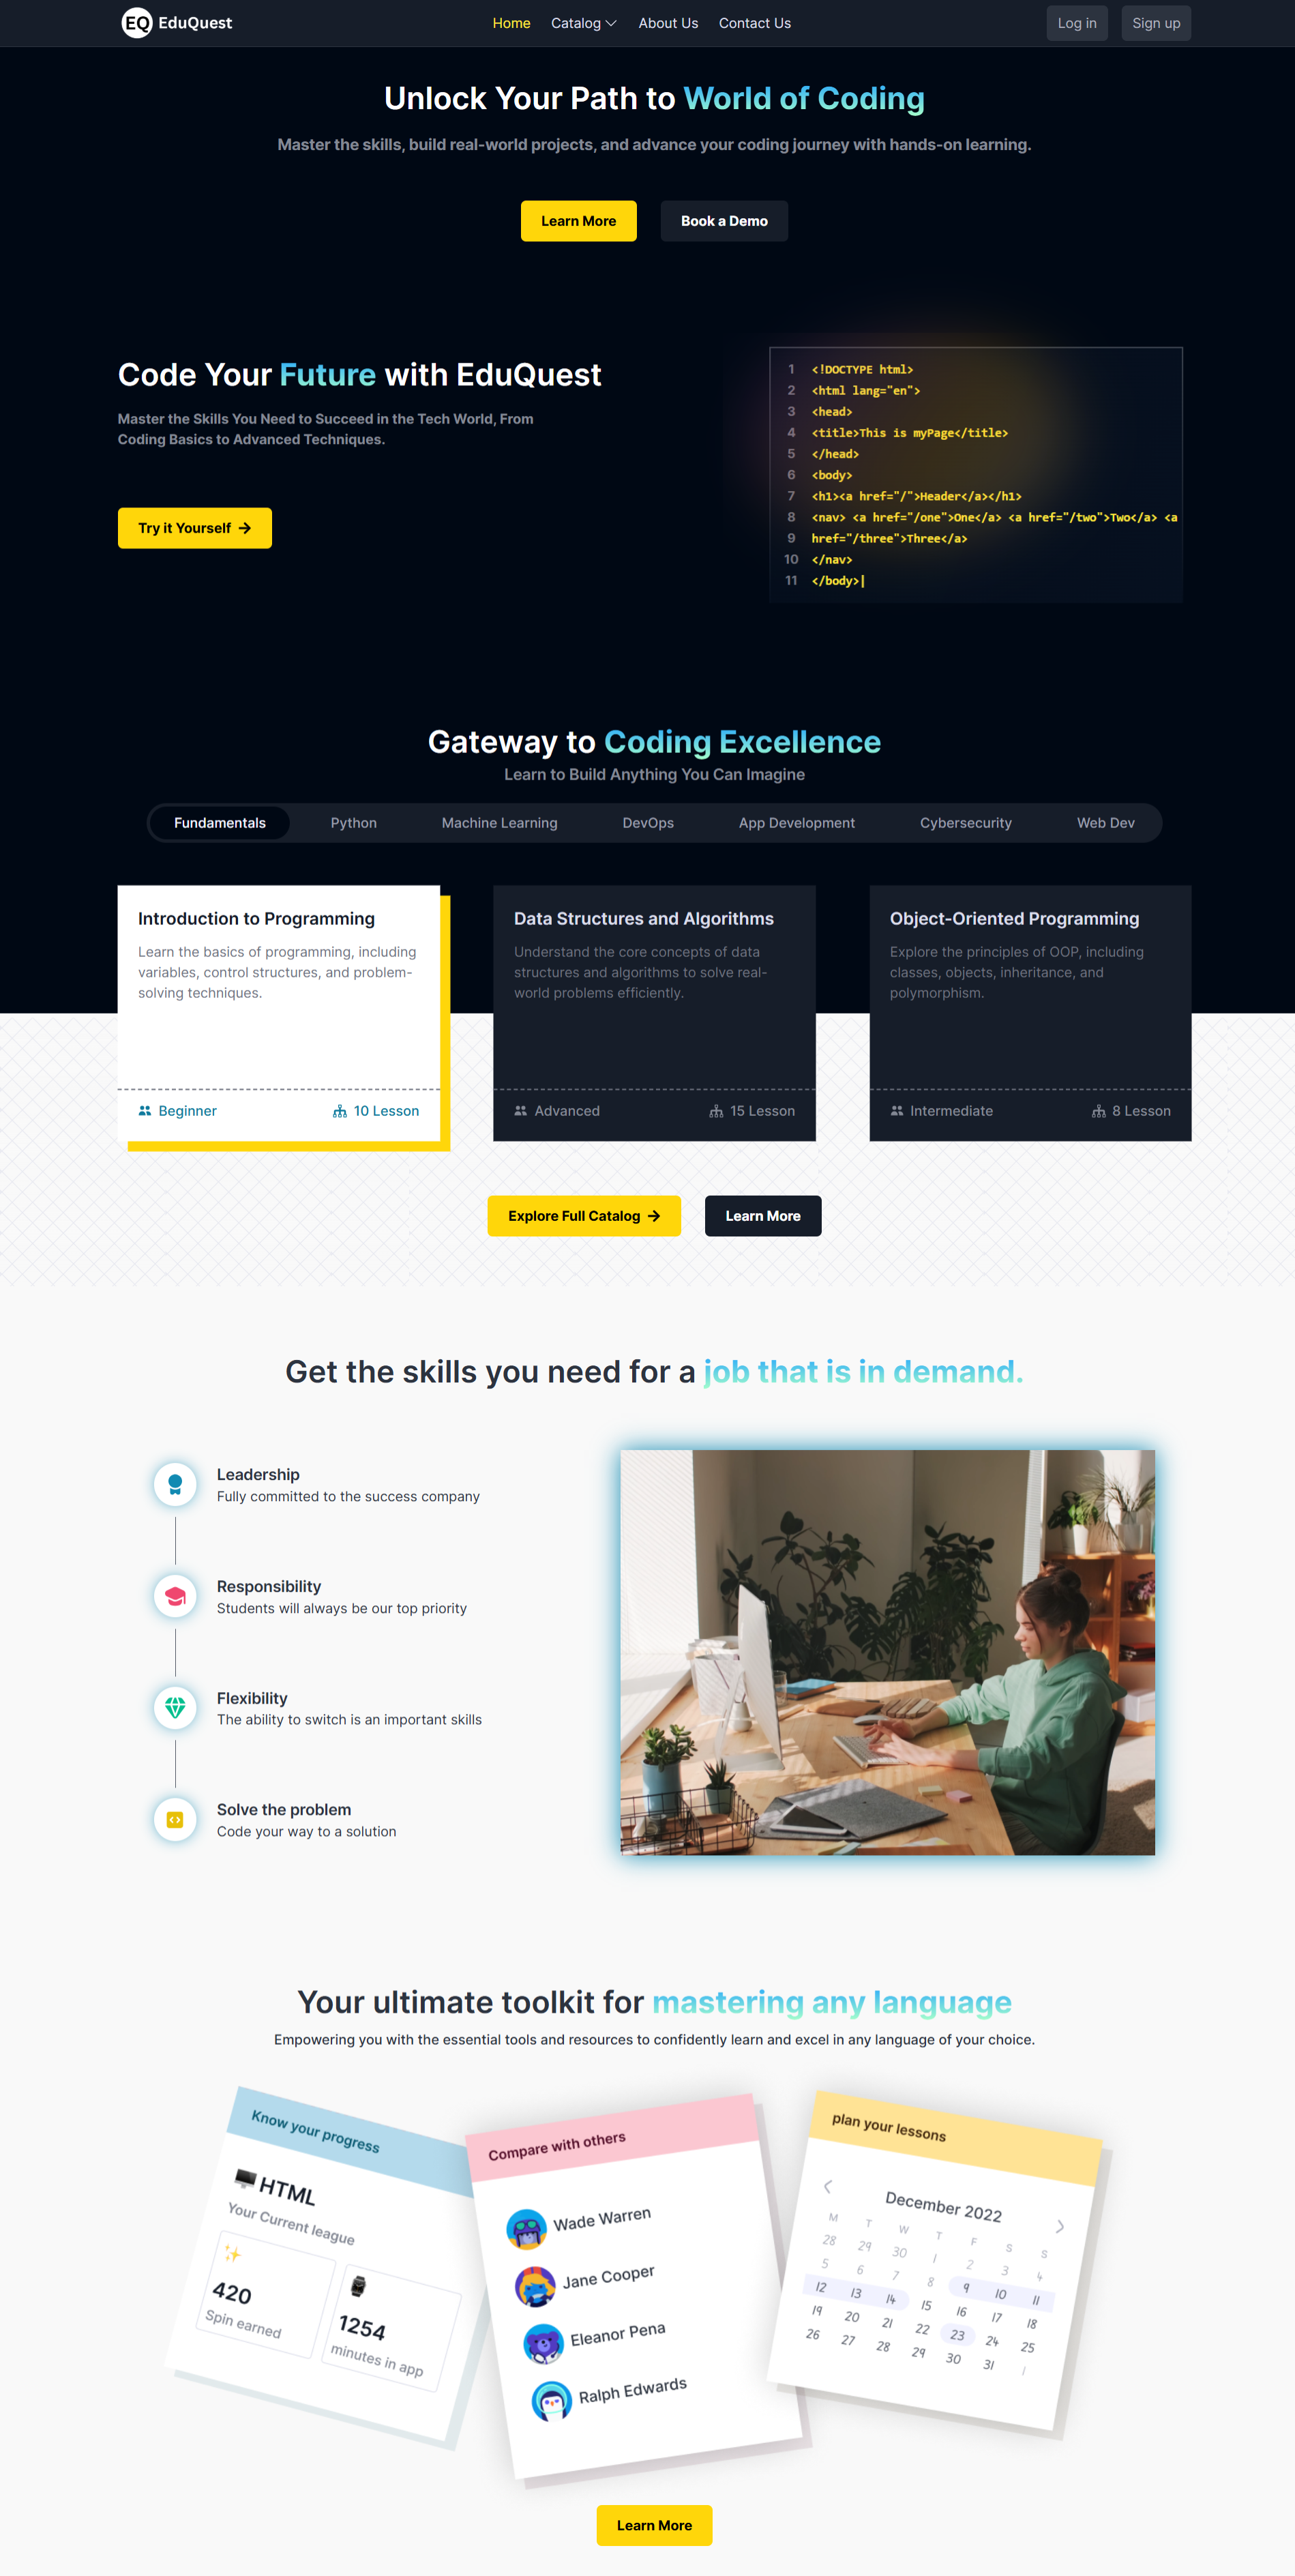 EQ EduQuest
Home
Catalog
About Us
Contact Us
Log in
Sign up
Unlock Your Path to World of Coding
Master the skills, build real-world projects, and advance your coding journey with hands-on learning.
Learn More
Book a Demo
Code Your Future with EduQuest
Master the Skills You Need to Succeed in the Tech World, From
Coding Basics to Advanced Techniques.
Try it Yourself
1 <!DOCTYPE html>
2 <html lang="en">
3 <head>
4 <title>This is myPage</title>
5 </head>
6 <body>
7 <h1><a href="/">Header</a></h1>
8 <nav> <a href="/one">One</a> <a href="/two">Two</a> <a
9 href="/three">Three</a>
10 </nav>
11 </body>|
Gateway to Coding Excellence
Learn to Build Anything You Can Imagine
Fundamentals
Python
Machine Learning
DevOps
App Development
Cybersecurity
Web Dev
Introduction to Programming
Learn the basics of programming, including
variables, control structures, and problem-
solving techniques.
Beginner
10 Lesson
Data Structures and Algorithms
Understand the core concepts of data
structures and algorithms to solve real-
world problems efficiently.
Advanced
15 Lesson
Object-Oriented Programming
Explore the principles of OOP, including
classes, objects, inheritance, and
polymorphism.
Intermediate
8 Lesson
Explore Full Catalog
Learn More
Get the skills you need for a job that is in demand.
Leadership
Fully committed to the success company
Responsibility
Students will always be our top priority
Flexibility
The ability to switch is an important skills
Solve the problem
Code your way to a solution
Your ultimate toolkit for mastering any language
Empowering you with the essential tools and resources to confidently learn and excel in any language of your choice.
Know your progress
HTML
Your Current league
420
Spin earned
1254
minutes in app
Compare with others
Wade Warren
Jane Cooper
Eleanor Pena
Ralph Edwards
plan your lessons
December 2022
M T W T F S S
28 29 30 1 2 3 4
5 6 7 8 9 10 11
12 13 14 15 16 17 18
19 20 21 22 23 24 25
26 27 28 29 30 31 1
Learn More